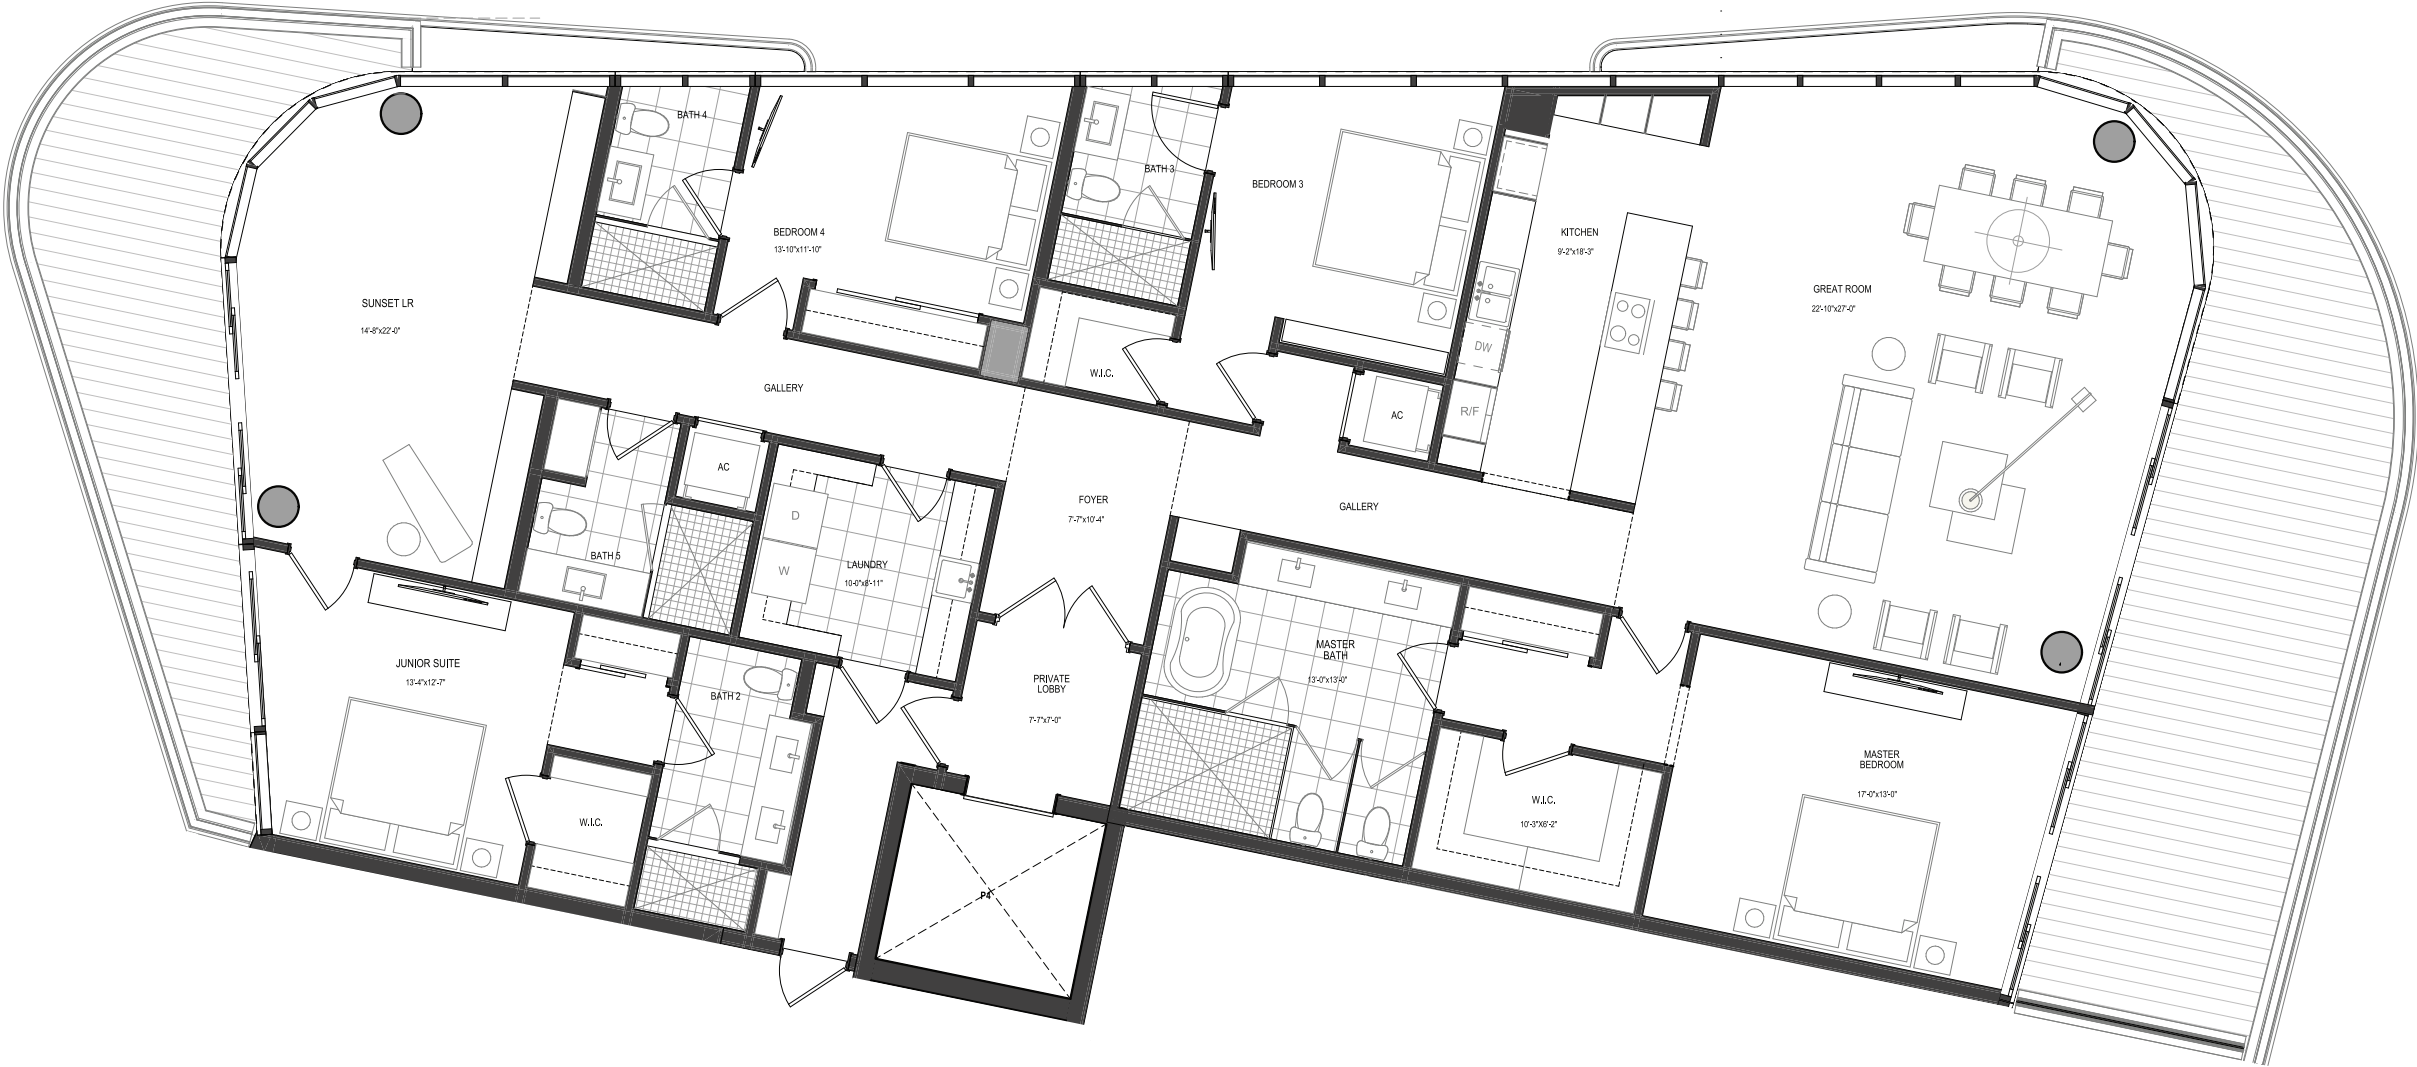 BATH 4
BATH 3
BEDROOM 3
BEDROOM 4
13'-10"x11'-10"
KITCHEN
9'-2"x18'-3"
GREAT ROOM
22'-10"x27'-0"
SUNSET LR
14'-8"x22'-0"
DW
W.I.C.
GALLERY
R/F
AC
AC
FOYER
7'-7"x10'-4"
GALLERY
D
W
BATH 5
LAUNDRY
10-0"x8'-11"
JUNIOR SUITE
13'-4"x12'-7"
BATH 2
PRIVATE
LOBBY
7'-7"x7'-0"
MASTER
BATH
13'-0"x13'-0"
MASTER
BEDROOM
17'-0"x13'-0"
W.I.C.
10'-3"X6'-2"
W.I.C.
P4